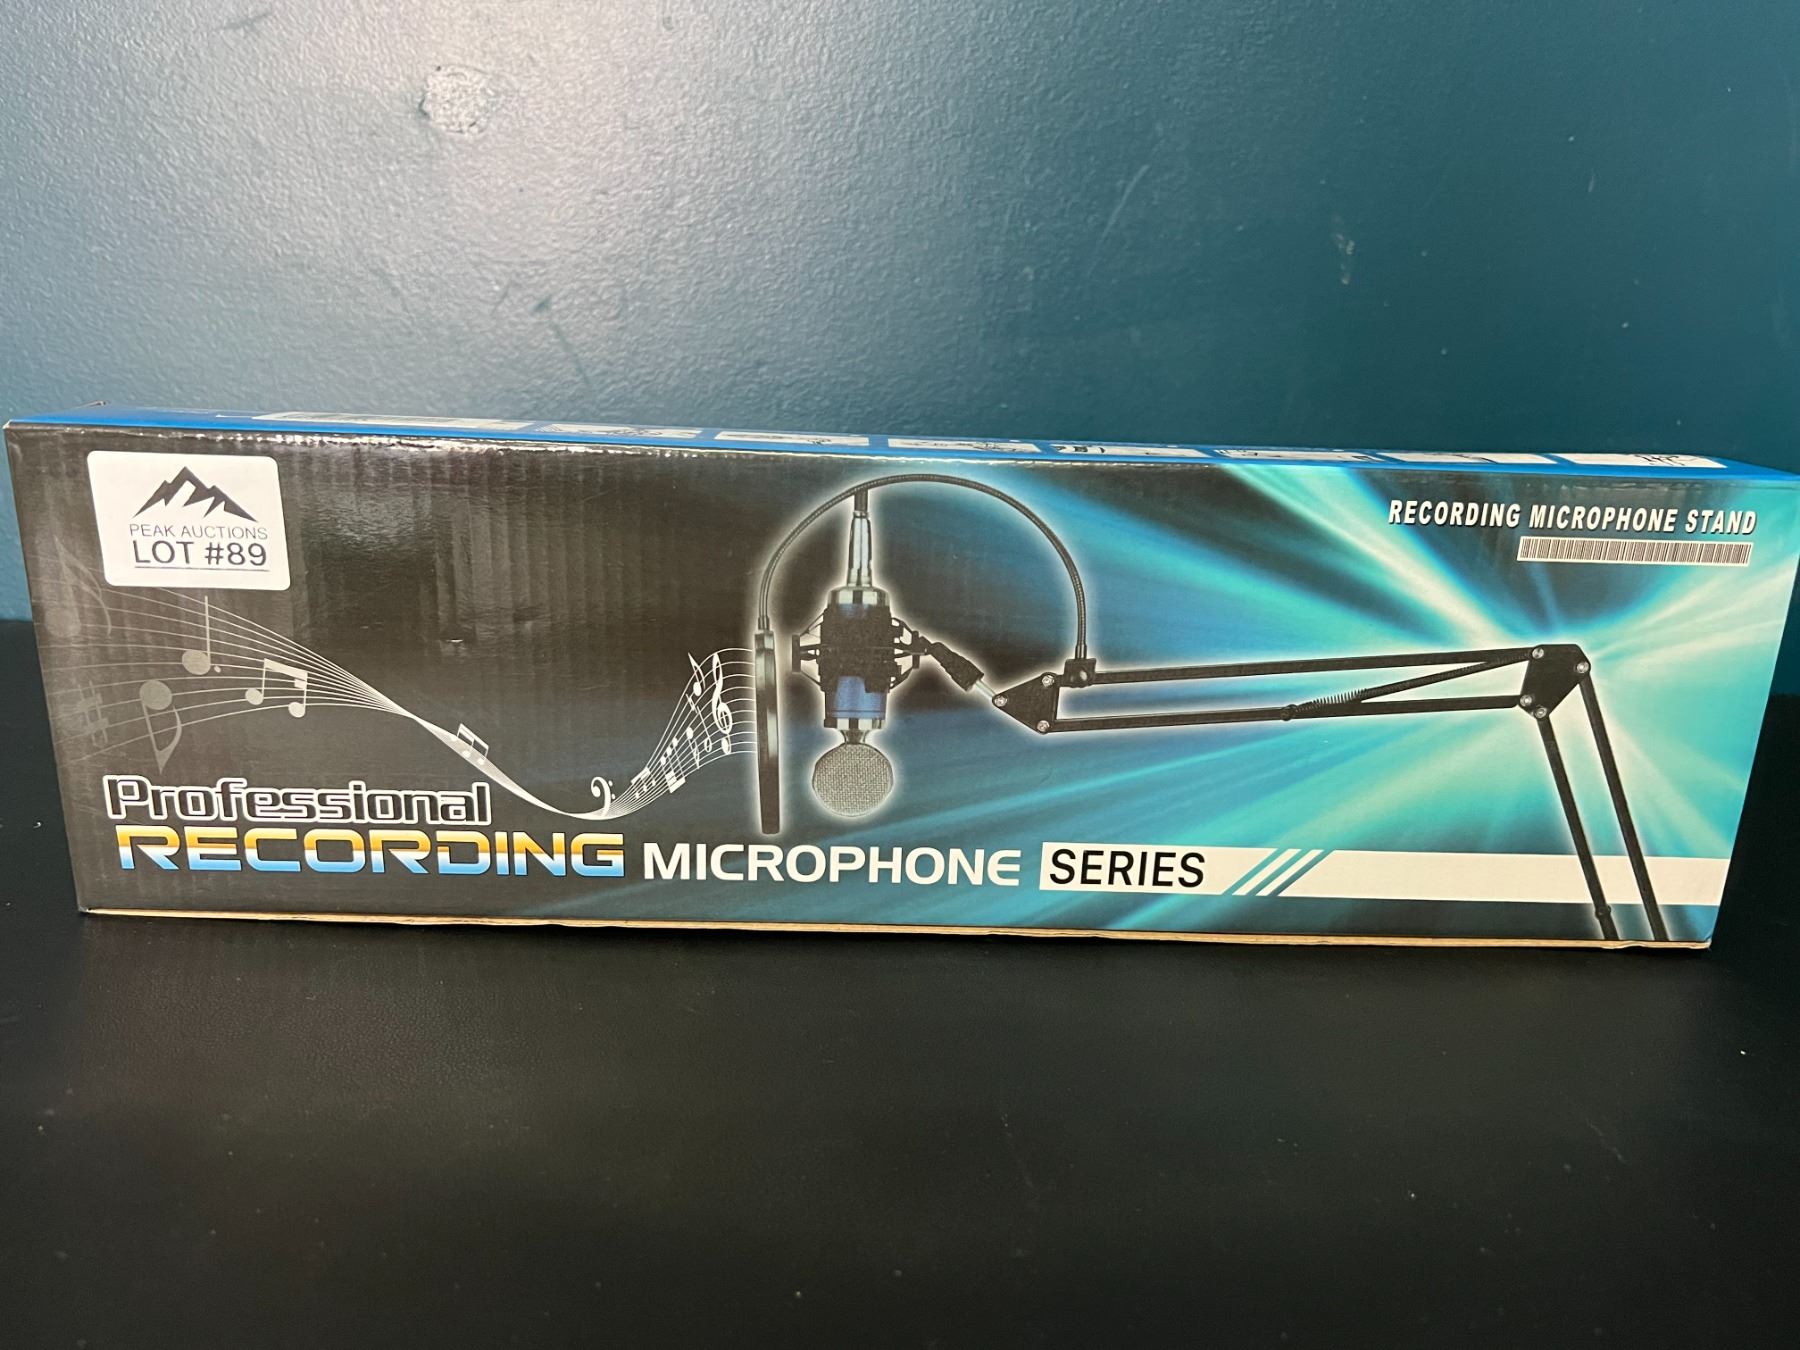 PEAK AUCTIONS
LOT #89
RECORDING MICROPHONE STAND
Professional
RECORDING MICROPHONE SERIES